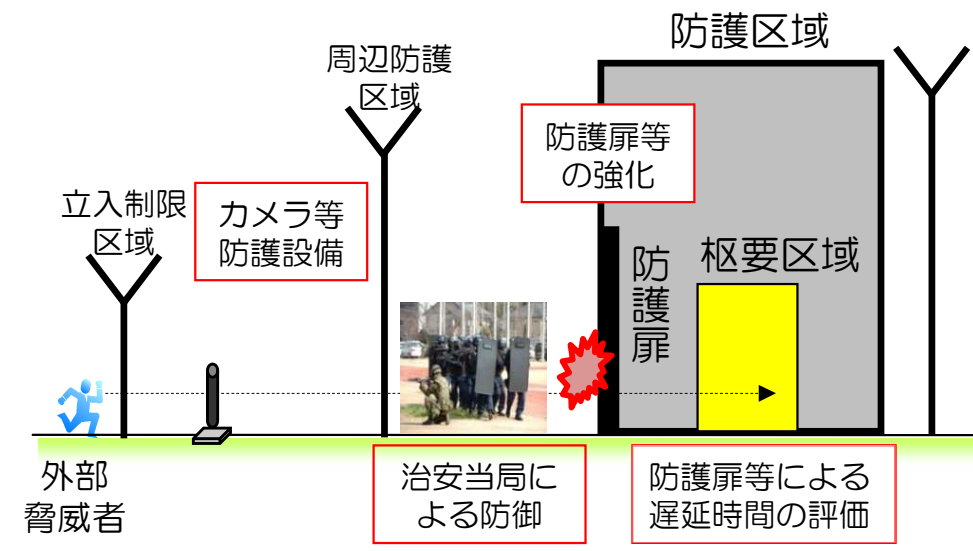 防護区域
周辺防護
区域
防護扉等
の強化
立入制限
区域
カメラ等
防護設備
防護扉
枢要区域
外部
脅威者
治安当局に
よる防御
防護扉等による
遅延時間の評価